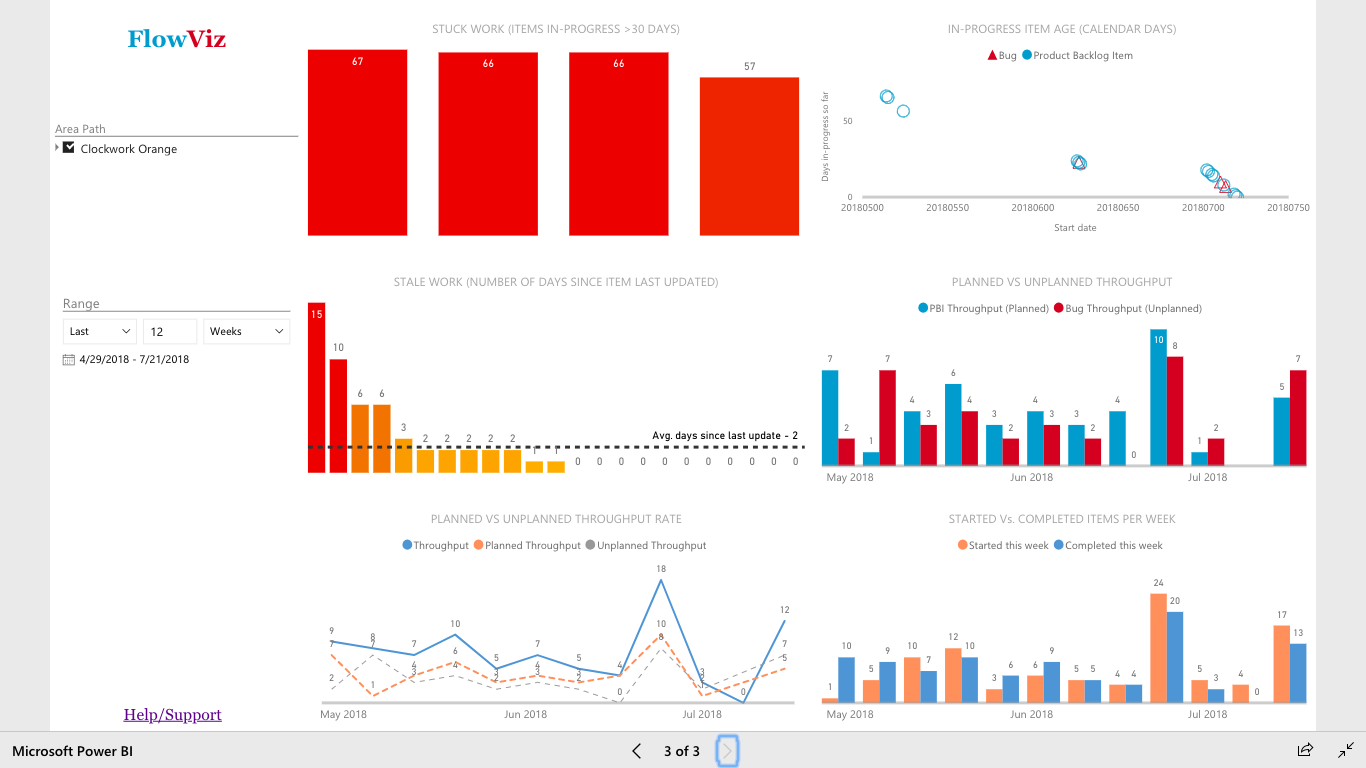 FlowViz
Area Path
Clockwork Orange
Range
Last 12 Weeks
4/29/2018 - 7/21/2018
Help/Support
STUCK WORK (ITEMS IN-PROGRESS >30 DAYS)
67 66 66 57
IN-PROGRESS ITEM AGE (CALENDAR DAYS)
Bug Product Backlog Item
Days in-progress so far
50
0
20180500 20180550 20180600 20180650 20180700 20180750
Start date
STALE WORK (NUMBER OF DAYS SINCE ITEM LAST UPDATED)
15 10 6 6 3 2 2 2 2 2 1 1 0 0 0 0 0 0 0 0 0 0 0
Avg. days since last update - 2
PLANNED VS UNPLANNED THROUGHPUT
PBI Throughput (Planned) Bug Throughput (Unplanned)
7 2 1 7 4 3 6 4 3 2 4 3 3 2 4 0 10 8 1 2 5 7
May 2018 Jun 2018 Jul 2018
PLANNED VS UNPLANNED THROUGHPUT RATE
Throughput Planned Throughput Unplanned Throughput
18
9 8 7 10 5 7 5 4 3 0 12
7 1 4 6 3 4 3 10 5
2 7 3 4 2 3 2 0 8 2 7
May 2018 Jun 2018 Jul 2018
STARTED Vs. COMPLETED ITEMS PER WEEK
Started this week Completed this week
1 10 5 9 10 7 12 10 3 6 6 9 5 5 4 4 24 20 5 3 4 0 17 13
May 2018 Jun 2018 Jul 2018
Microsoft Power BI
3 of 3